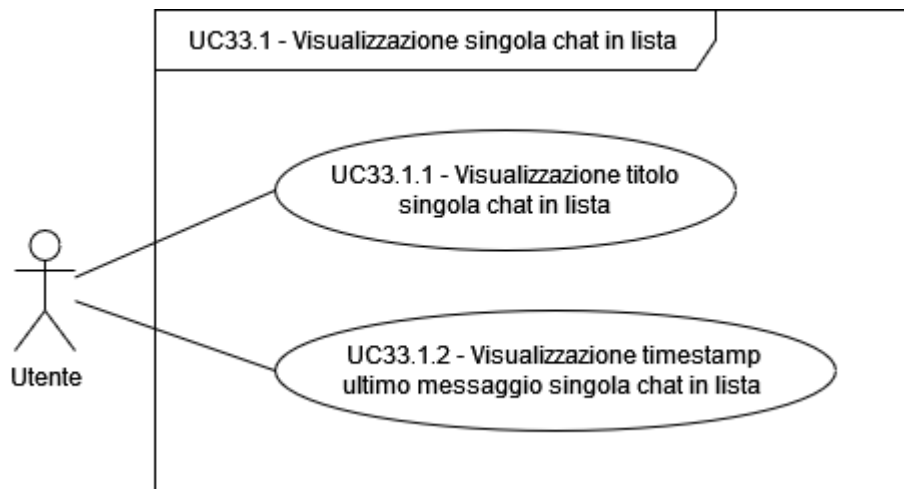 UC33.1 - Visualizzazione singola chat in lista
UC33.1.1 - Visualizzazione titolo
singola chat in lista
Utente
UC33.1.2 - Visualizzazione timestamp
ultimo messaggio singola chat in lista